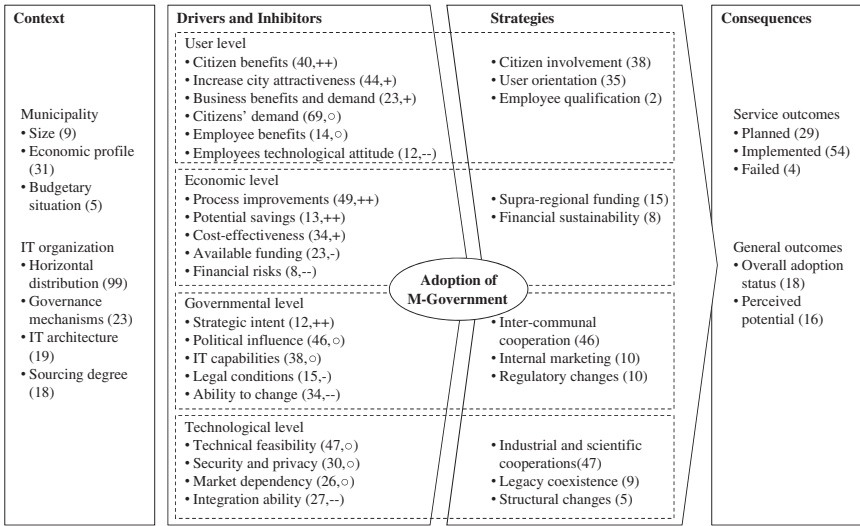 Context
Municipality
• Size (9)
• Economic profile
(31)
• Budgetary
situation (5)
IT organization
• Horizontal
distribution (99)
• Governance
mechanisms (23)
• IT architecture
(19)
• Sourcing degree
(18)
Drivers and Inhibitors
User level
• Citizen benefits (40,++)
• Increase city attractiveness (44,+)
• Business benefits and demand (23,+)
• Citizens’ demand (69,○)
• Employee benefits (14,○)
• Employees technological attitude (12,--)
Economic level
• Process improvements (49,++)
• Potential savings (13,++)
• Cost-effectiveness (34,+)
• Available funding (23,-)
• Financial risks (8,--)
Governmental level
• Strategic intent (12,++)
• Political influence (46,○)
• IT capabilities (38,○)
• Legal conditions (15,-)
• Ability to change (34,--)
Technological level
• Technical feasibility (47,○)
• Security and privacy (30,○)
• Market dependency (26,○)
• Integration ability (27,--)
Adoption of
M-Government
Strategies
• Citizen involvement (38)
• User orientation (35)
• Employee qualification (2)
• Supra-regional funding (15)
• Financial sustainability (8)
• Inter-communal
cooperation (46)
• Internal marketing (10)
• Regulatory changes (10)
• Industrial and scientific
cooperations(47)
• Legacy coexistence (9)
• Structural changes (5)
Consequences
Service outcomes
• Planned (29)
• Implemented (54)
• Failed (4)
General outcomes
• Overall adoption
status (18)
• Perceived
potential (16)